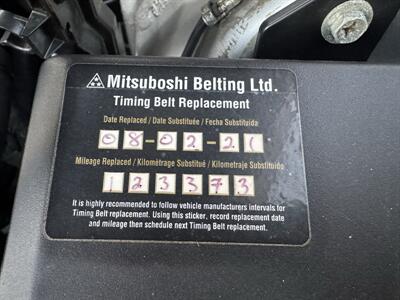 Mitsuboshi Belting Ltd.
Timing Belt Replacement
Date Replaced / Date Substituée / Fecha Substituida
08-02-21
Mileage Replaced / Kilométrage Substitué / Kilometraje Substituido
123373
It is highly recommended to follow vehicle manufacturers intervals for
Timing Belt replacement. Using this sticker, record replacement date
and mileage then schedule next Timing Belt replacement.